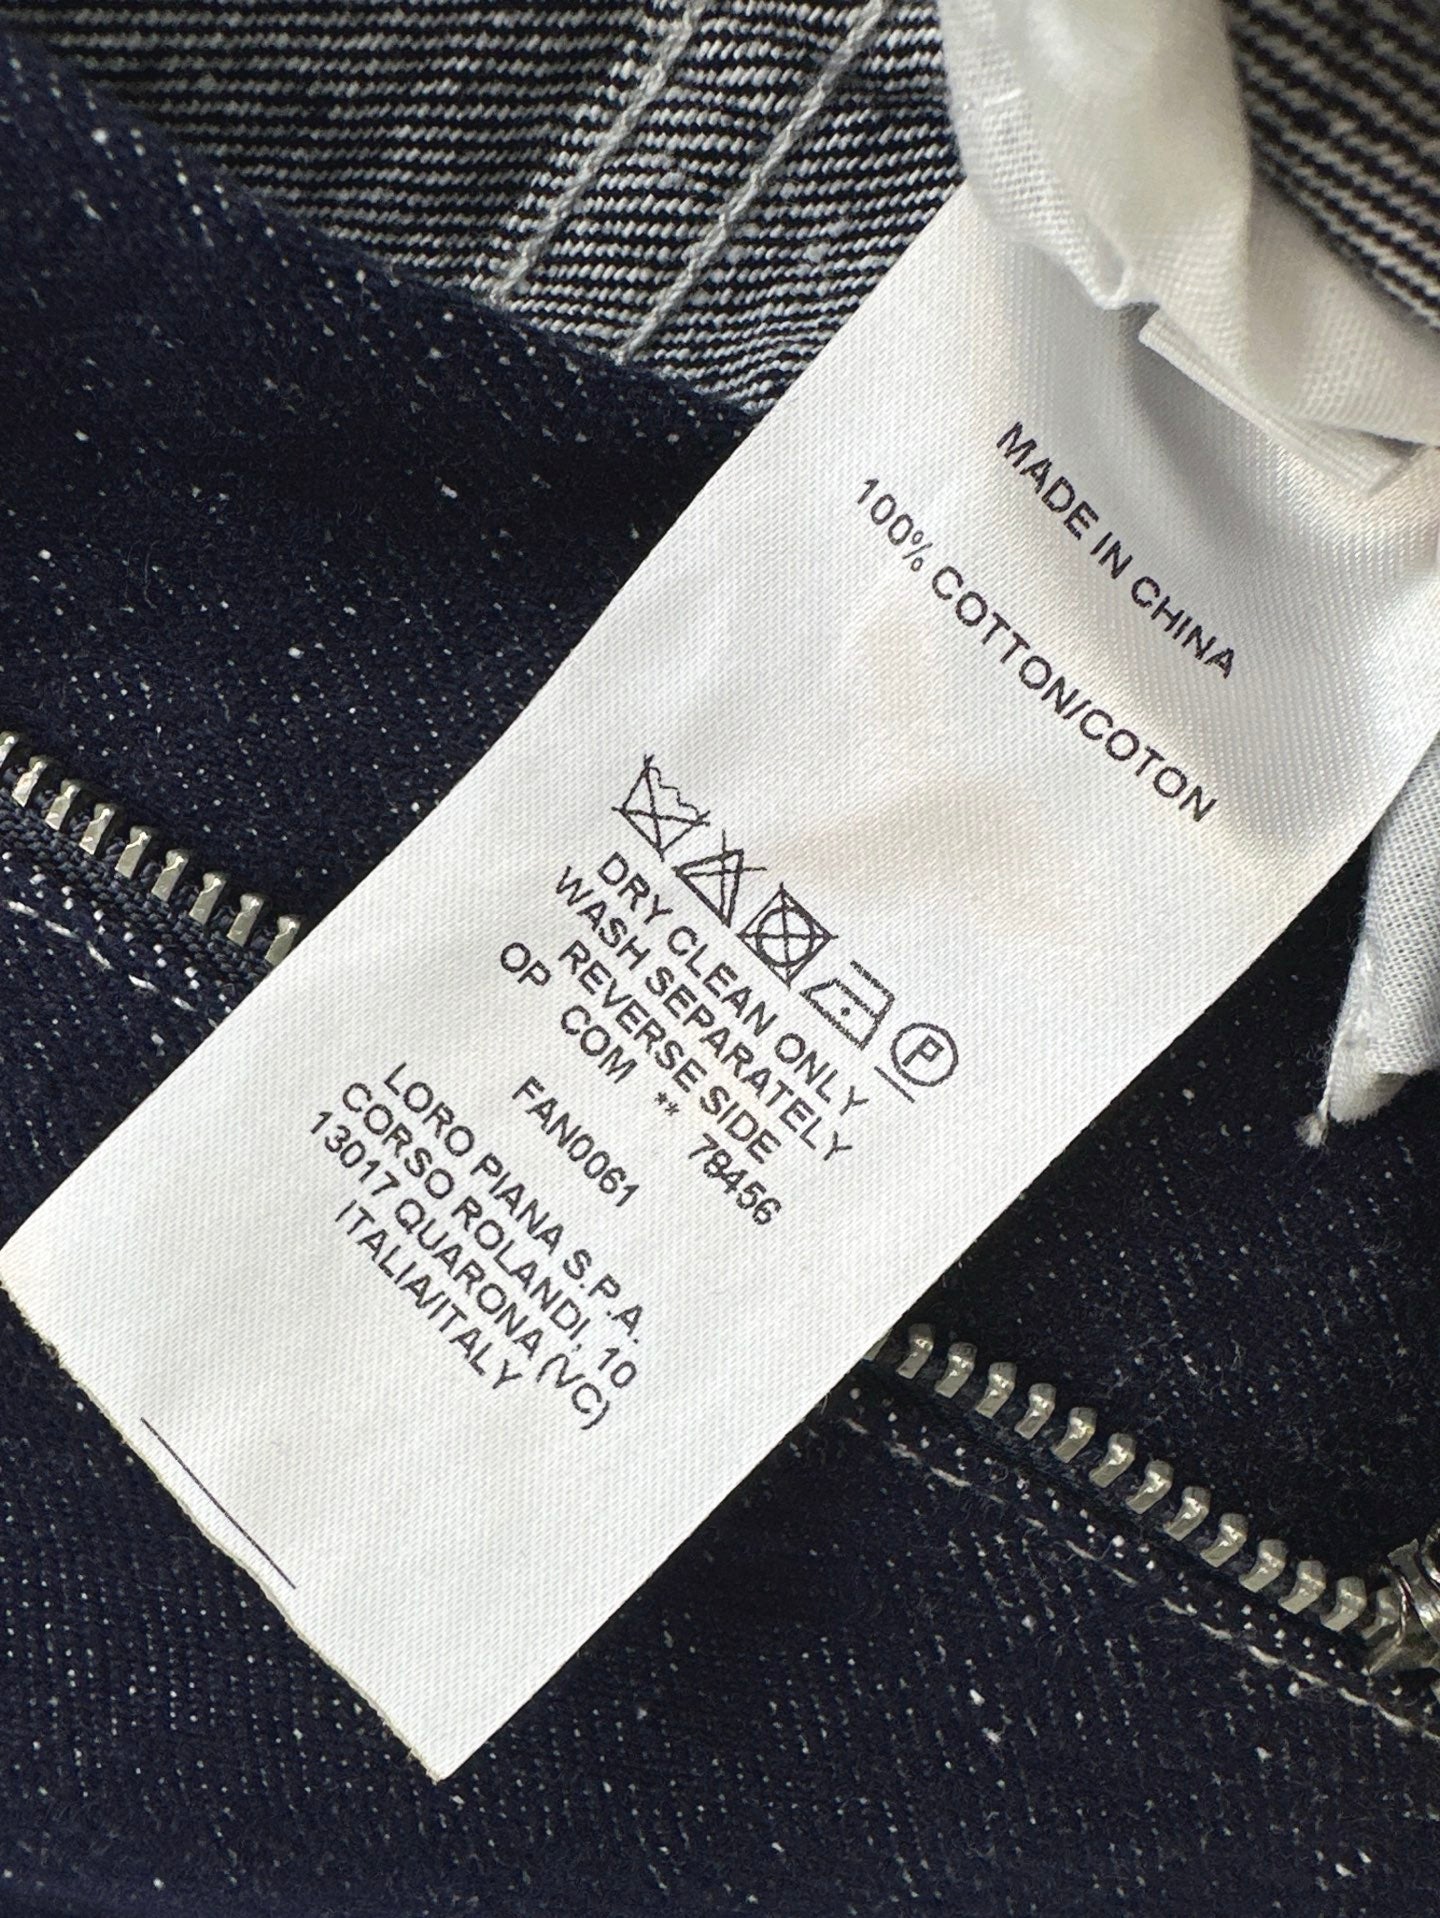 MADE IN CHINA
100% COTTON/COTON
P
DRY CLEAN ONLY
WASH SEPARATELY
REVERSE SIDE
OP COM ** 78456
FAN0061
LORO PIANA S.P.A.
CORSO ROLANDI, 10
13017 QUARONA (VC)
ITALIA/ITALY